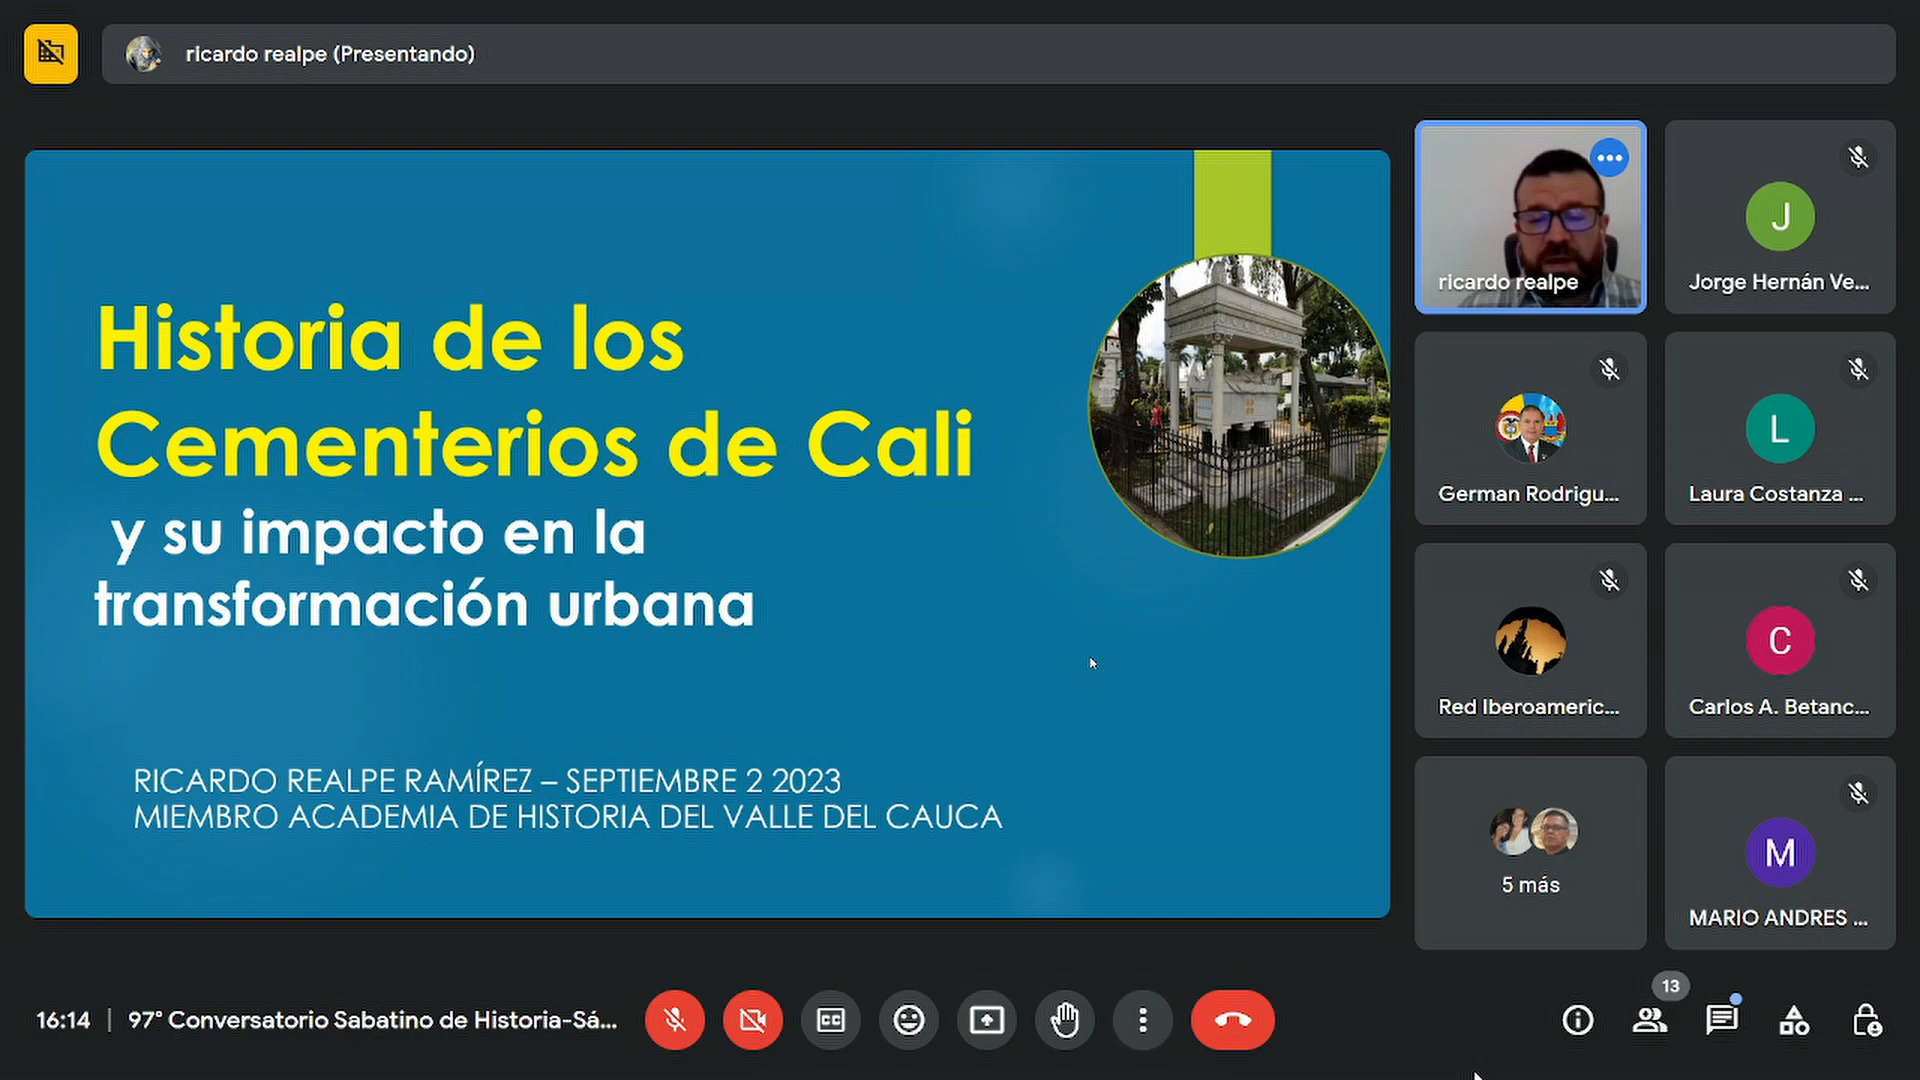 ricardo realpe (Presentando)
Historia de los
Cementerios de Cali
y su impacto en la
transformación urbana
RICARDO REALPE RAMÍREZ – SEPTIEMBRE 2 2023
MIEMBRO ACADEMIA DE HISTORIA DEL VALLE DEL CAUCA
ricardo realpe
J
Jorge Hernán Ve...
German Rodrigu...
L
Laura Costanza ...
Red Iberoameric...
C
Carlos A. Betanc...
5 más
M
MARIO ANDRES ...
16:14 | 97° Conversatorio Sabatino de Historia-Sá...
CC
13